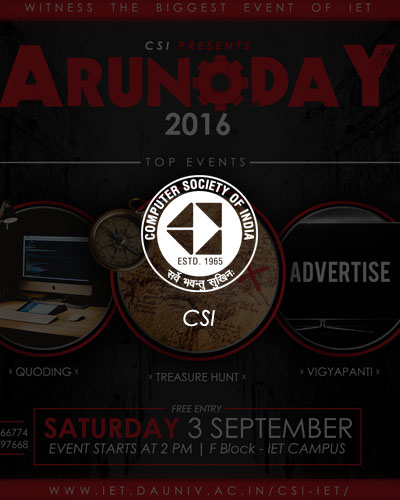 WITNESS THE BIGGEST EVENT OF IET
CSI PRESENTS
ARUNODAY
2016
TOP EVENTS
COMPUTER SOCIETY OF INDIA
ESTD. 1965
सर्वे भवन्तु सुखिनः
ADVERTISE
CSI
x QUODING x
x TREASURE HUNT x
x VIGYAPANTI x
FREE ENTRY
66774
SATURDAY 3 SEPTEMBER
97668
EVENT STARTS AT 2 PM | F Block - IET CAMPUS
WWW.IET.DAUNIV.AC.IN/CSI-IET/